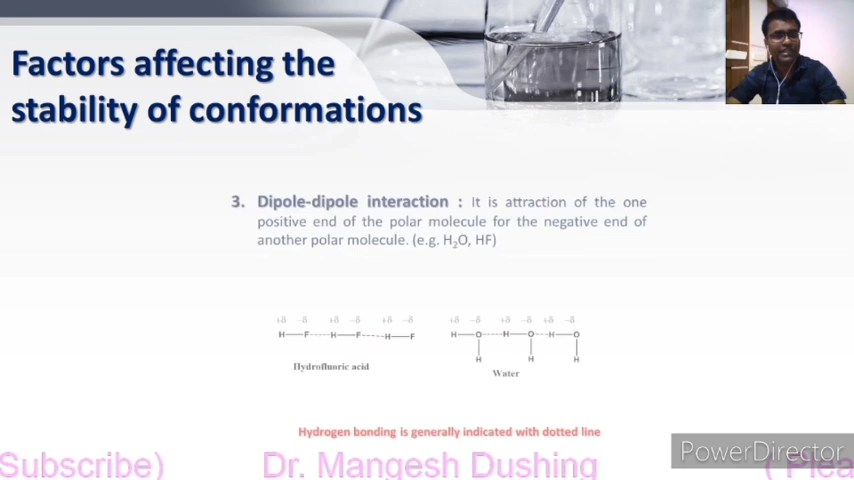 Factors affecting the
stability of conformations
3. Dipole-dipole interaction : It is attraction of the one
positive end of the polar molecule for the negative end of
another polar molecule. (e.g. H₂O, HF)
+δ −δ +δ −δ +δ −δ
H—F----H—F----H—F
Hydrofluoric acid
+δ −δ +δ −δ +δ −δ
H—O----H—O--H—O
H H H
Water
Hydrogen bonding is generally indicated with dotted line
PowerDirector
Subscribe) Dr. Mangesh Dushing ( Plea